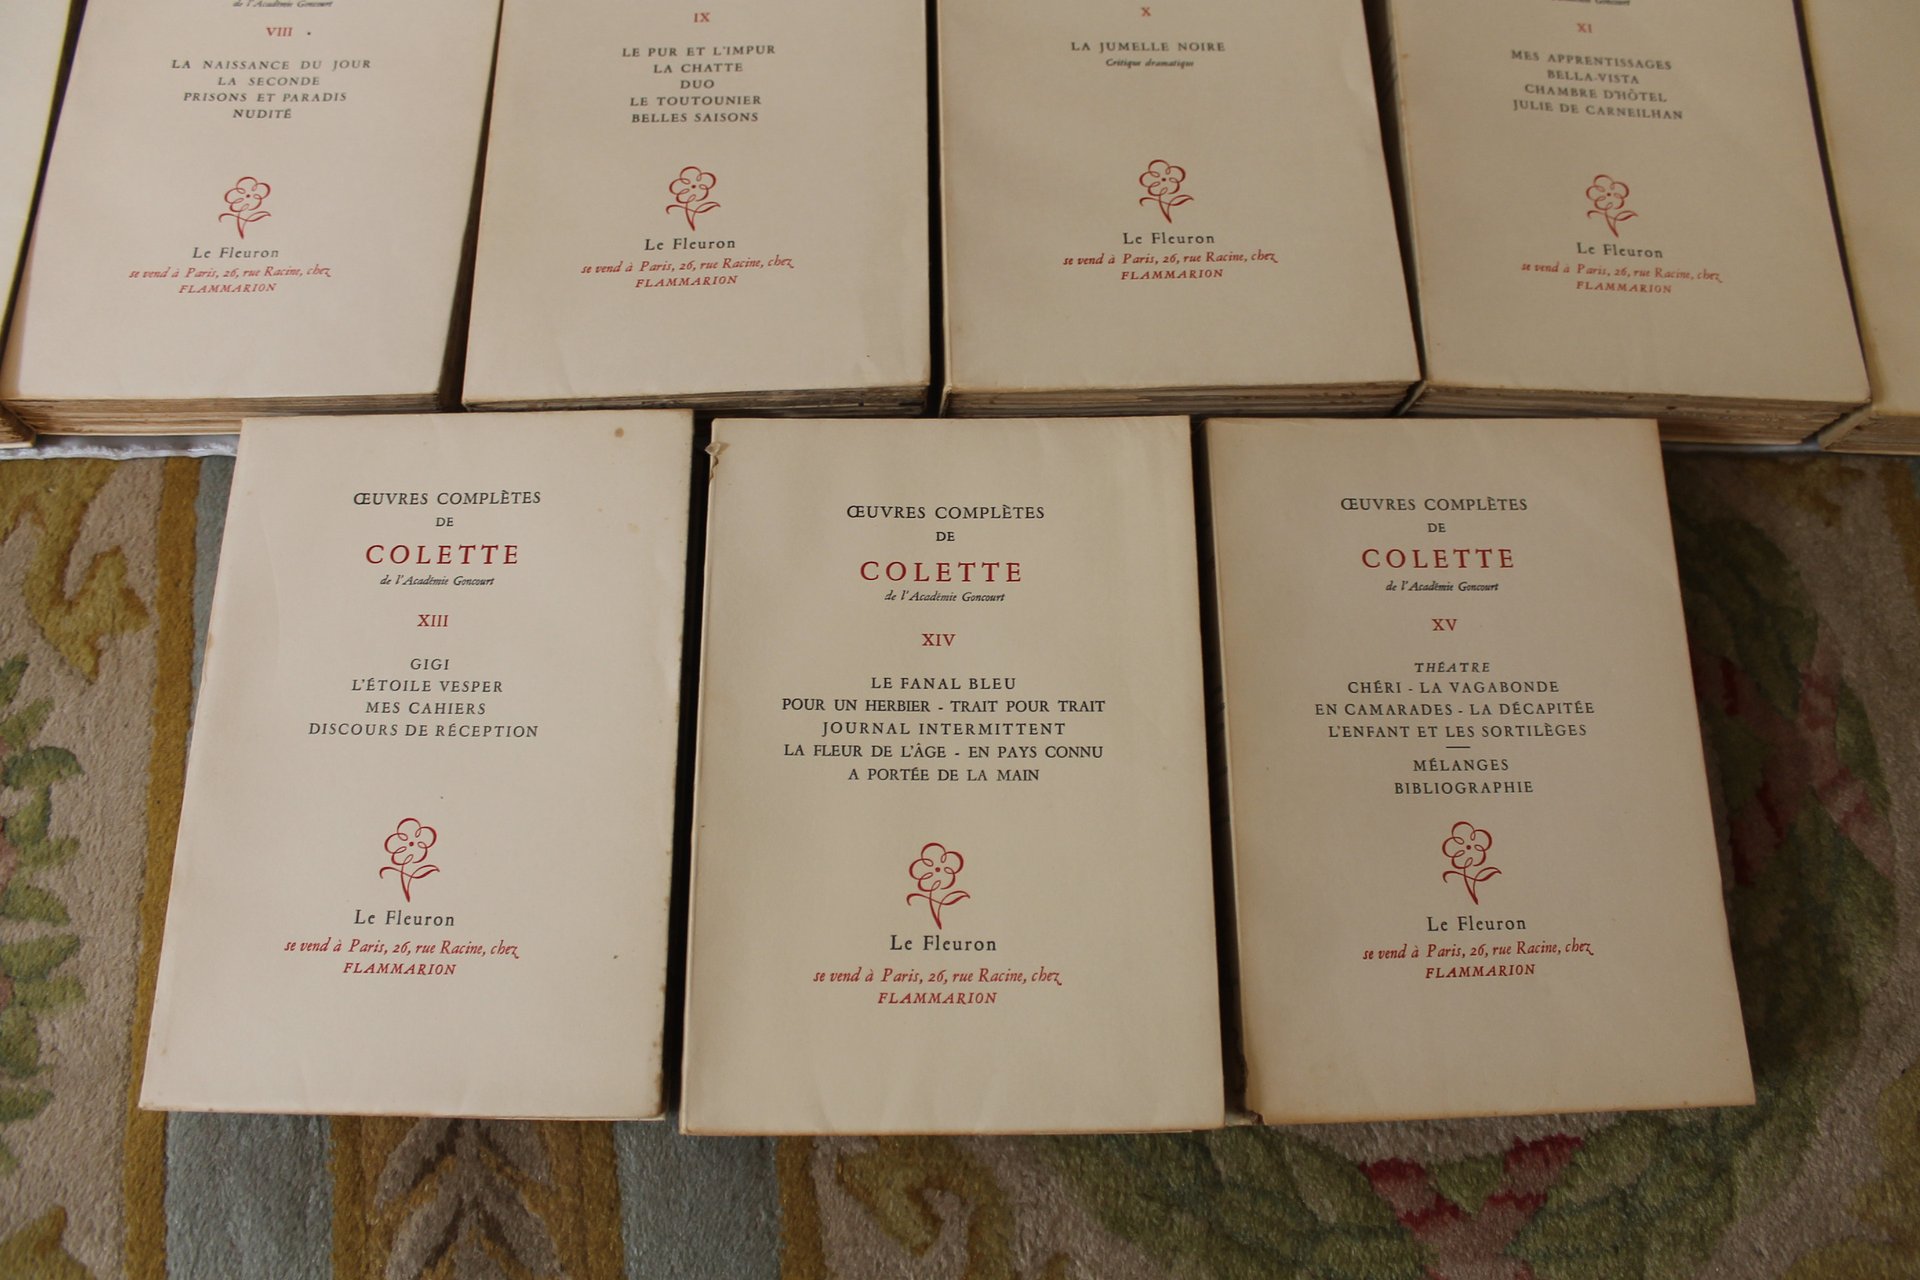 de l'Académie Goncourt
VIII
LA NAISSANCE DU JOUR
LA SECONDE
PRISONS ET PARADIS
NUDITÉ
Le Fleuron
se vend à Paris, 26, rue Racine, chez
FLAMMARION
IX
LE PUR ET L'IMPUR
LA CHATTE
DUO
LE TOUTOUNIER
BELLES SAISONS
Le Fleuron
se vend à Paris, 26, rue Racine, chez
FLAMMARION
X
LA JUMELLE NOIRE
Critique dramatique
Le Fleuron
se vend à Paris, 26, rue Racine, chez
FLAMMARION
de l'Académie Goncourt
XI
MES APPRENTISSAGES
BELLA-VISTA
CHAMBRE D'HÔTEL
JULIE DE CARNEILHAN
Le Fleuron
se vend à Paris, 26, rue Racine, chez
FLAMMARION
ŒUVRES COMPLÈTES
DE
COLETTE
de l'Académie Goncourt
XIII
GIGI
L'ÉTOILE VESPER
MES CAHIERS
DISCOURS DE RÉCEPTION
Le Fleuron
se vend à Paris, 26, rue Racine, chez
FLAMMARION
ŒUVRES COMPLÈTES
DE
COLETTE
de l'Académie Goncourt
XIV
LE FANAL BLEU
POUR UN HERBIER - TRAIT POUR TRAIT
JOURNAL INTERMITTENT
LA FLEUR DE L'ÂGE - EN PAYS CONNU
A PORTÉE DE LA MAIN
Le Fleuron
se vend à Paris, 26, rue Racine, chez
FLAMMARION
ŒUVRES COMPLÈTES
DE
COLETTE
de l'Académie Goncourt
XV
THÉATRE
CHÉRI - LA VAGABONDE
EN CAMARADES - LA DÉCAPITÉE
L'ENFANT ET LES SORTILÈGES
MÉLANGES
BIBLIOGRAPHIE
Le Fleuron
se vend à Paris, 26, rue Racine, chez
FLAMMARION